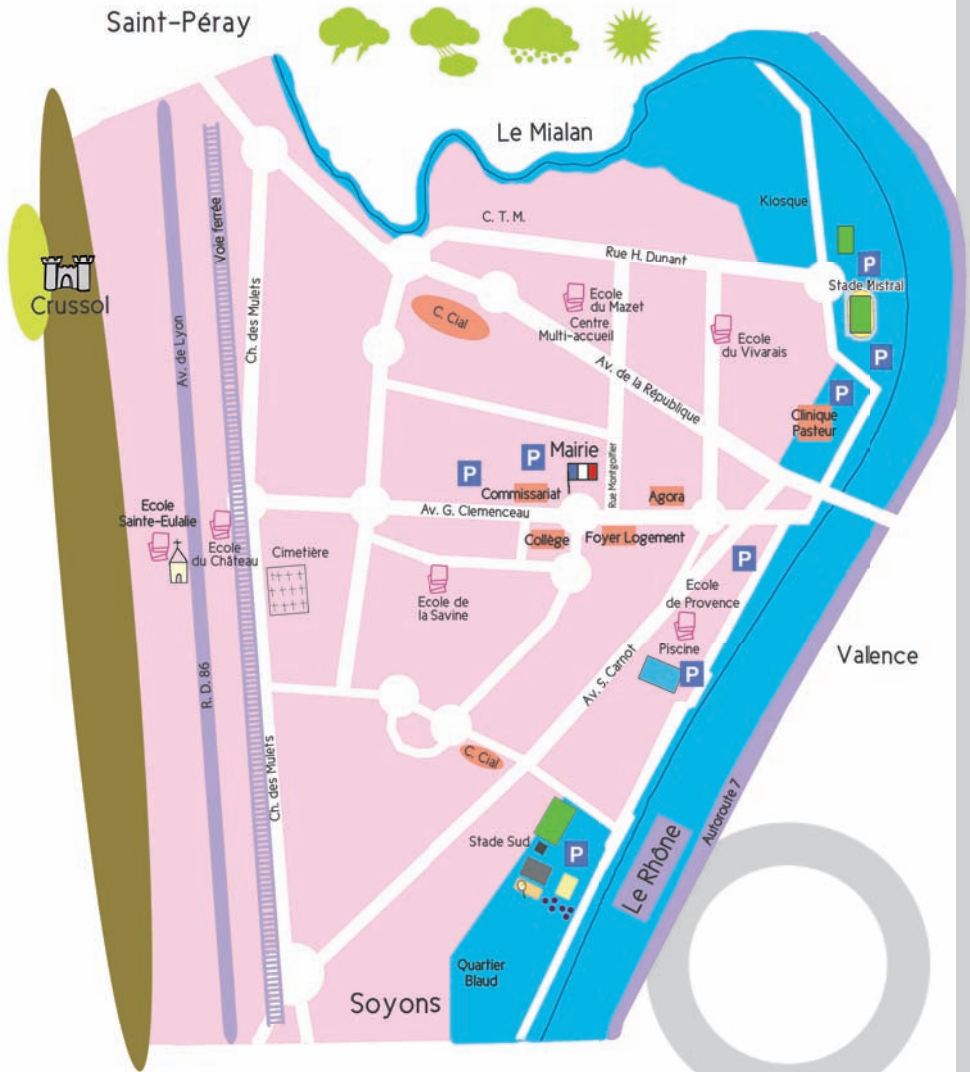 Saint-Péray
Le Mialan
Kiosque
C. T. M.
Rue H. Dunant
P
Stade Mistral
Voie ferrée
Crussol
Ch. des Mulets
Av. de Lyon
C. Cial
Ecole
du Mazet
Centre
Multi-accueil
Ecole
du Vivarais
P
Av. de la République
P
Clinique
Pasteur
Mairie
P
P
Commissariat
Rue Montgolfier
Agora
Av. G. Clemenceau
Ecole
Sainte-Eulalie
Ecole
du Château
Cimetière
Collège
Foyer Logement
P
Ecole
de Provence
Ecole de
la Savine
Piscine
P
Valence
Av. S. Carnot
R. D. 86
Ch. des Mulets
C. Cial
Autoroute 7
Stade Sud
P
Le Rhône
Quartier
Blaud
Soyons